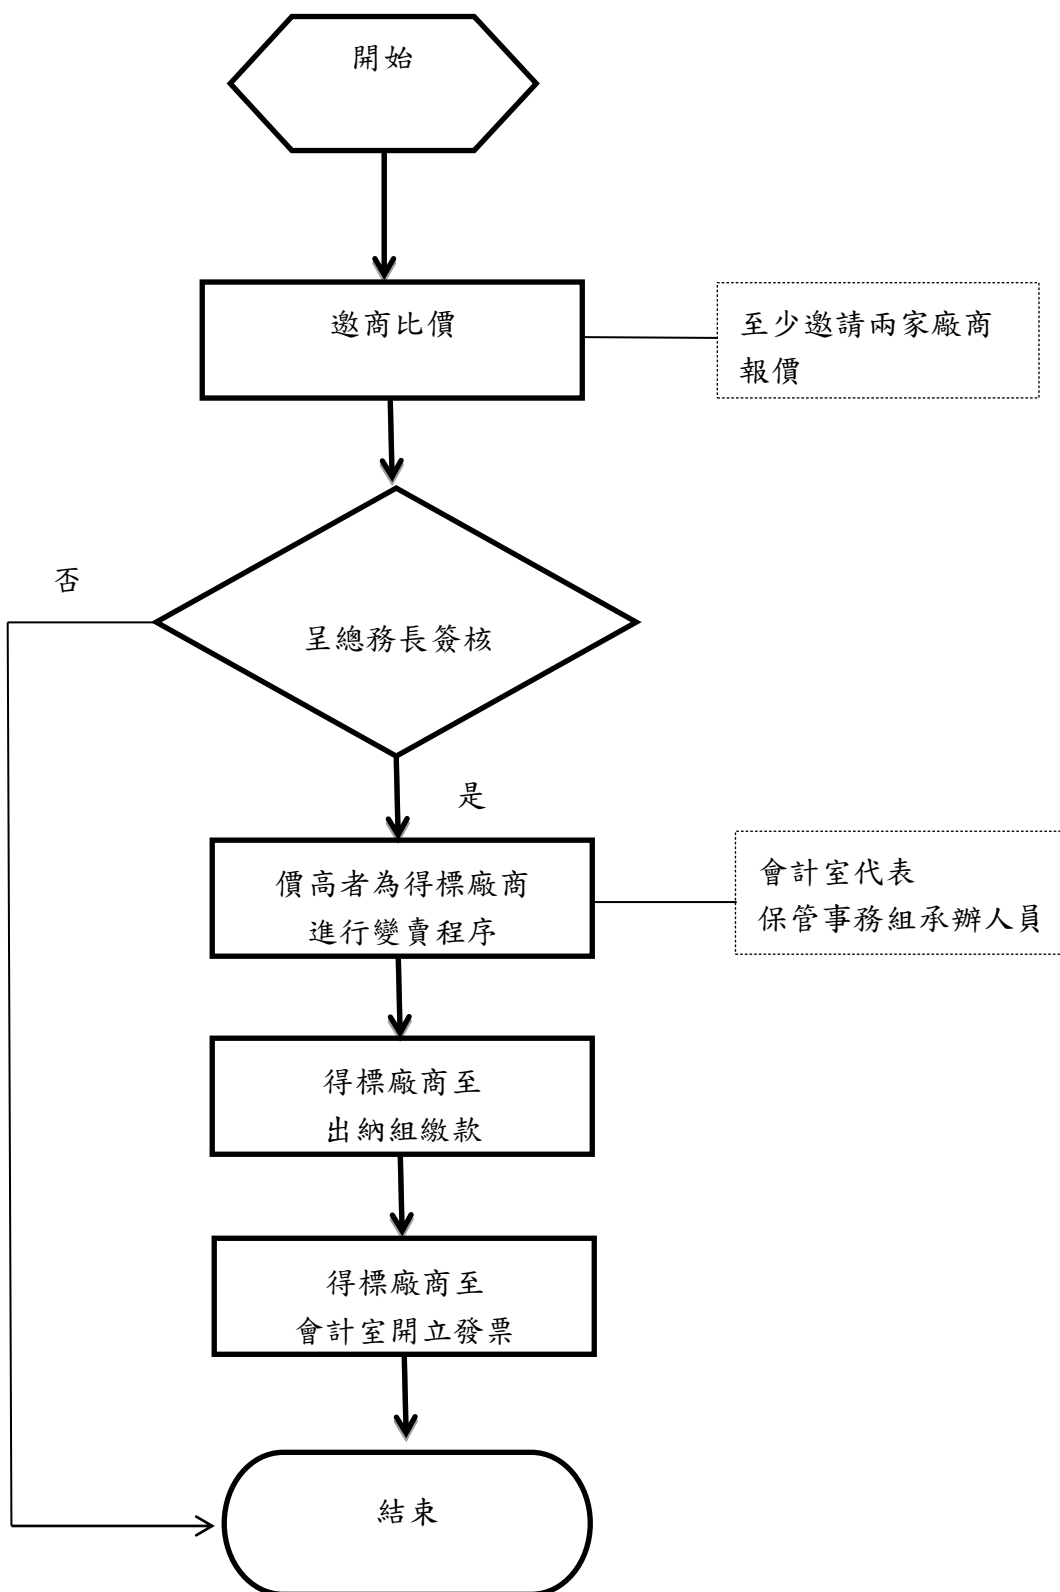 開始
邀商比價
至少邀請兩家廠商
報價
否
呈總務長簽核
是
價高者為得標廠商
進行變賣程序
會計室代表
保管事務組承辦人員
得標廠商至
出納組繳款
得標廠商至
會計室開立發票
結束